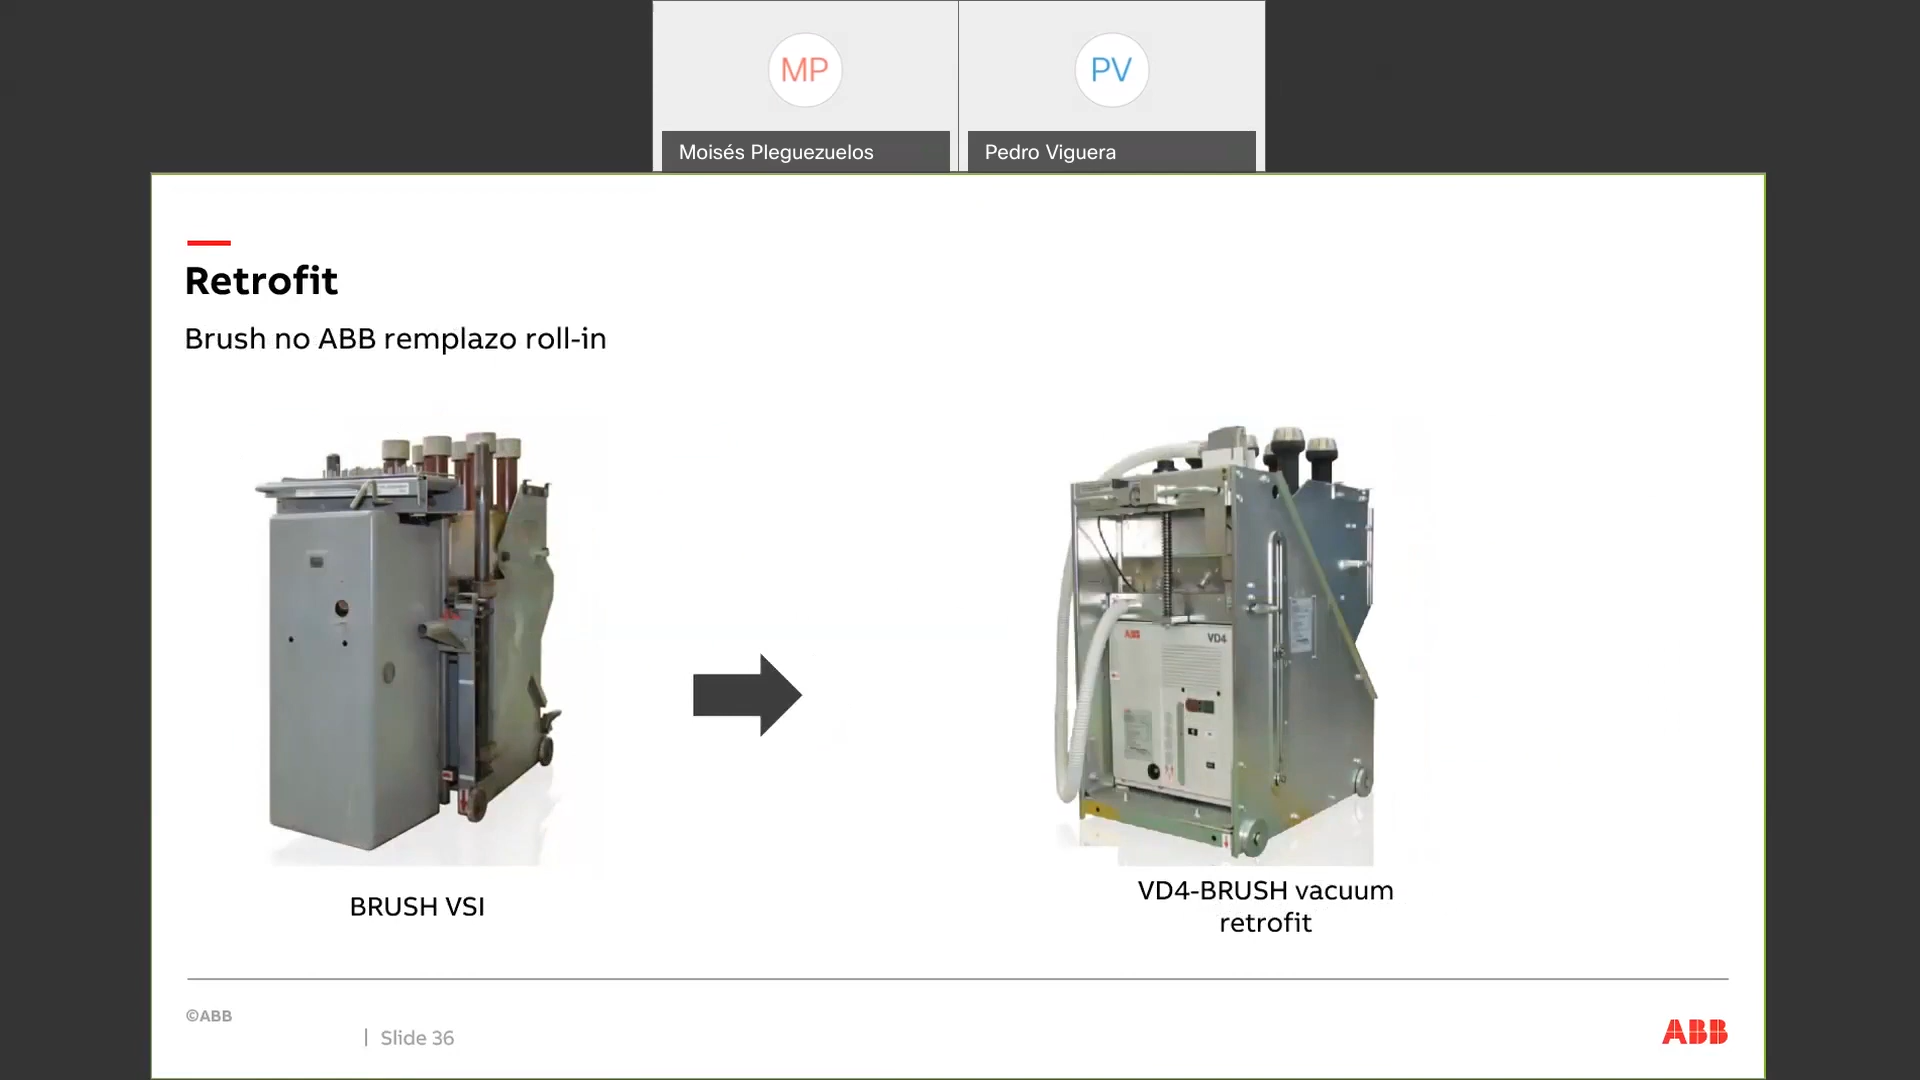 MP
PV
Moisés Pleguezuelos
Pedro Viguera
Retrofit
Brush no ABB remplazo roll-in
ABB
VD4
BRUSH VSI
VD4-BRUSH vacuum
retrofit
©ABB
| Slide 36
ABB